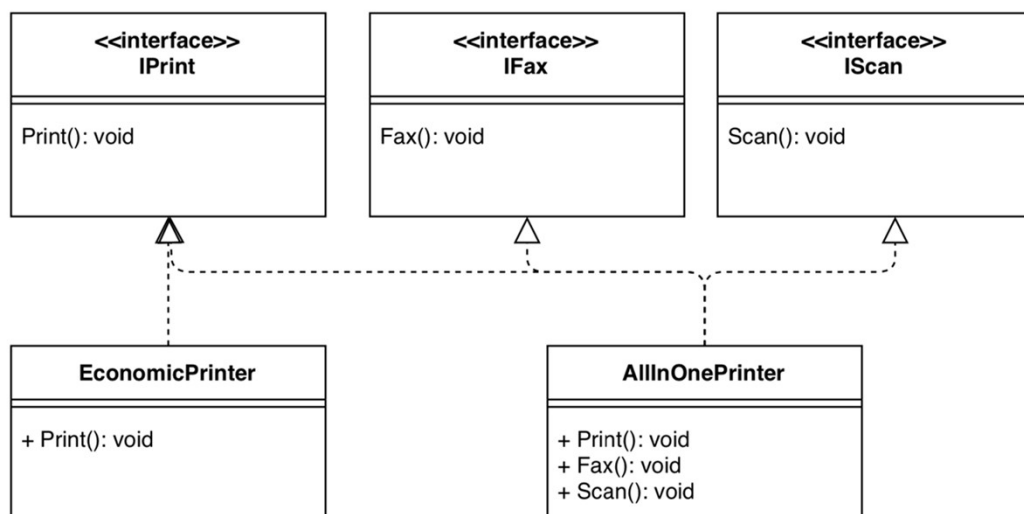 <<interface>>
IPrint
Print(): void
<<interface>>
IFax
Fax(): void
<<interface>>
IScan
Scan(): void
EconomicPrinter
+ Print(): void
AllInOnePrinter
+ Print(): void
+ Fax(): void
+ Scan(): void